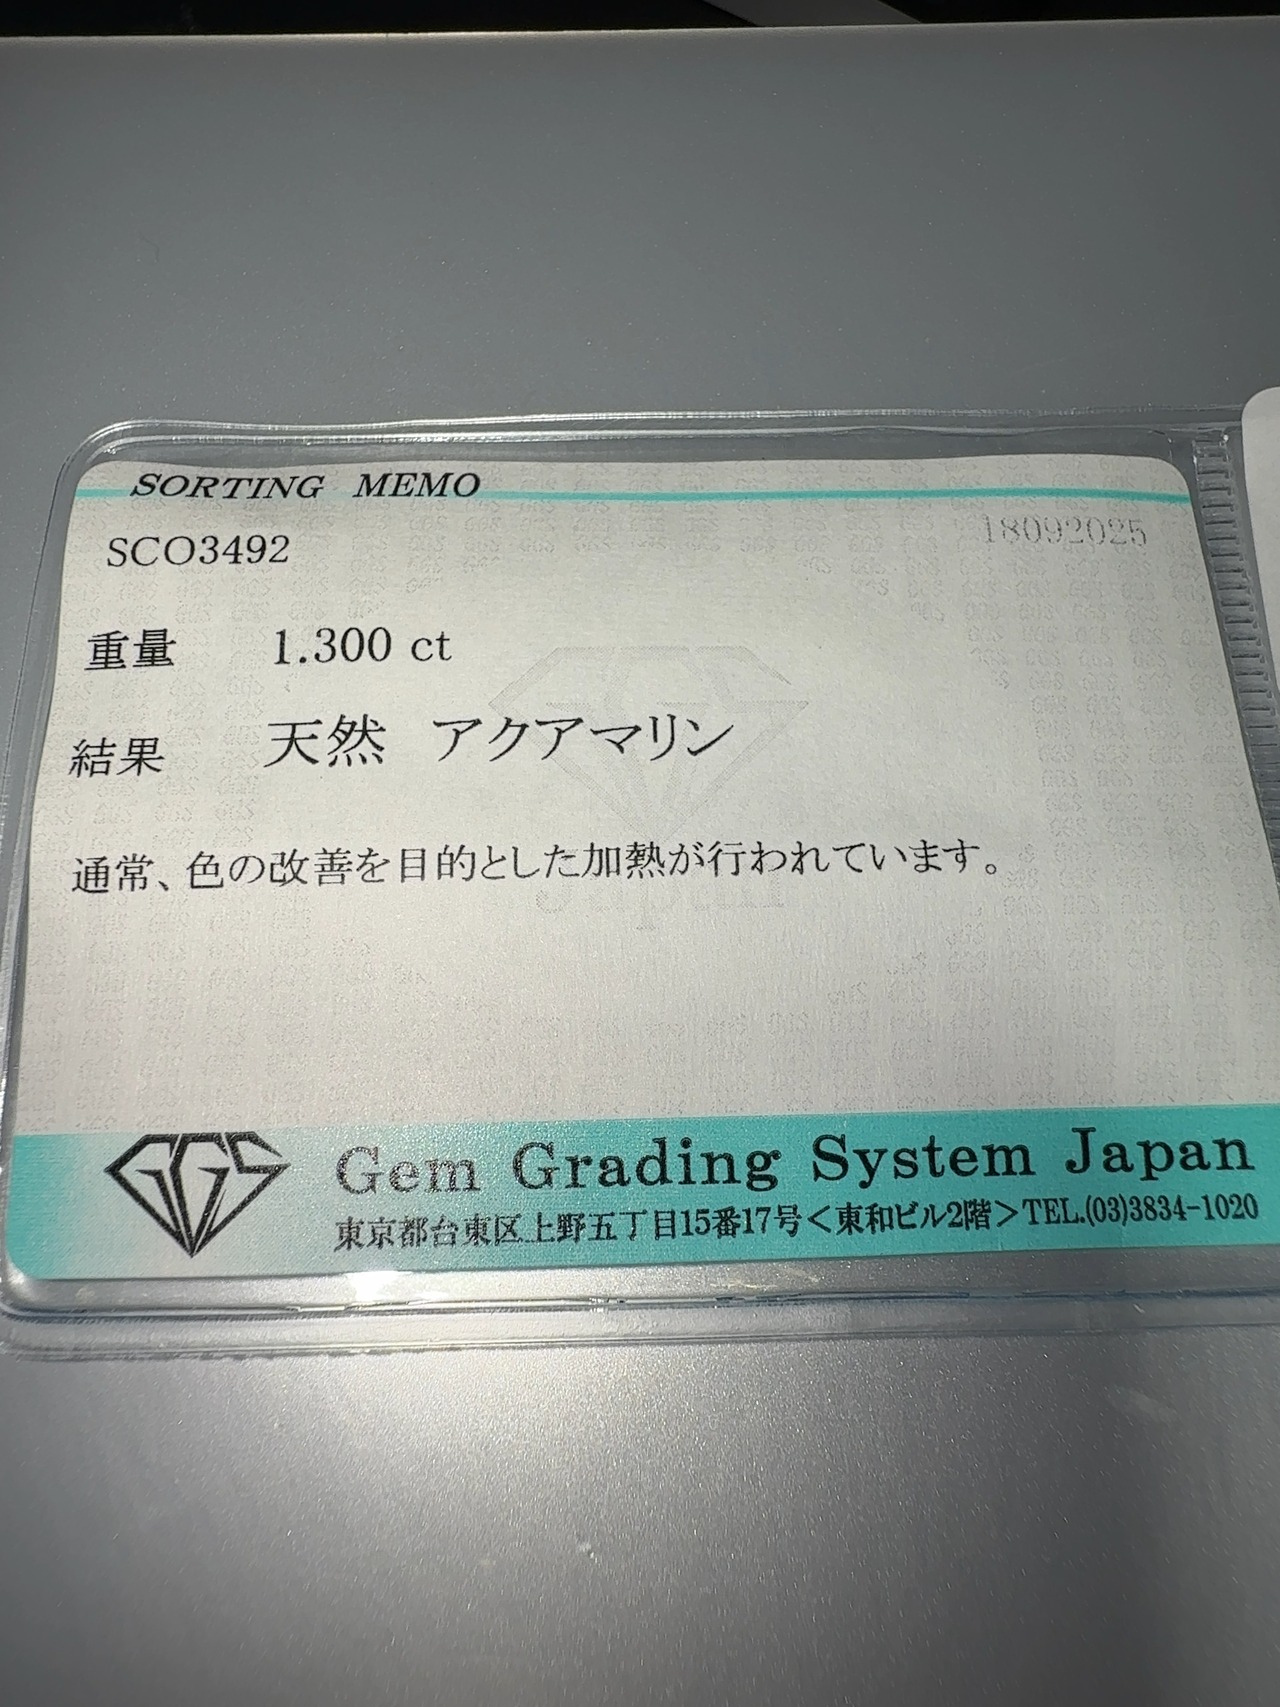 SORTING MEMO
SCO3492
18092025
重量 1.300 ct
結果 天然 アクアマリン
通常、色の改善を目的とした加熱が行われています。
GGS
Gem Grading System Japan
東京都台東区上野五丁目15番17号<東和ビル2階>TEL.(03)3834-1020